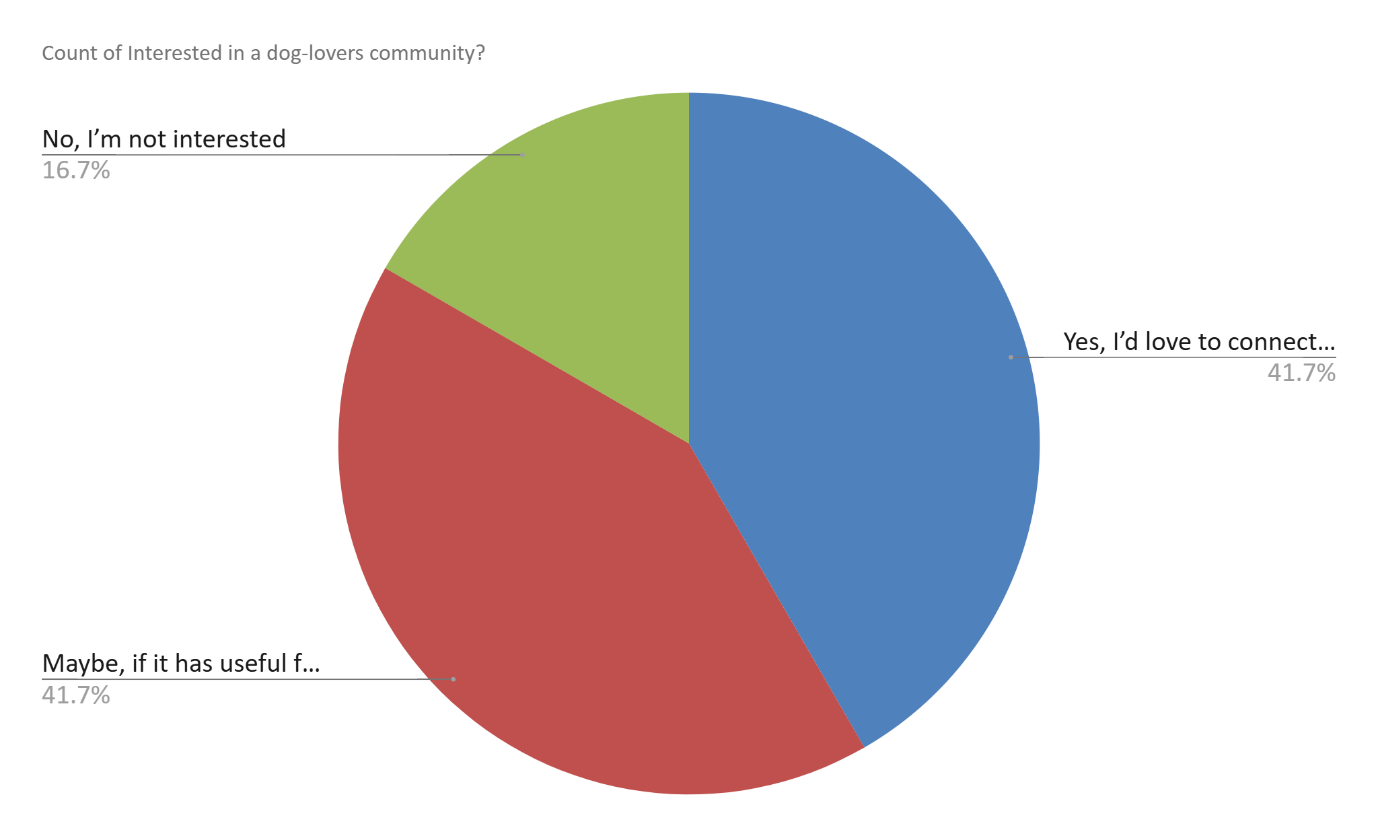 Count of Interested in a dog-lovers community?
No, I’m not interested
16.7%
Yes, I’d love to connect...
41.7%
Maybe, if it has useful f...
41.7%